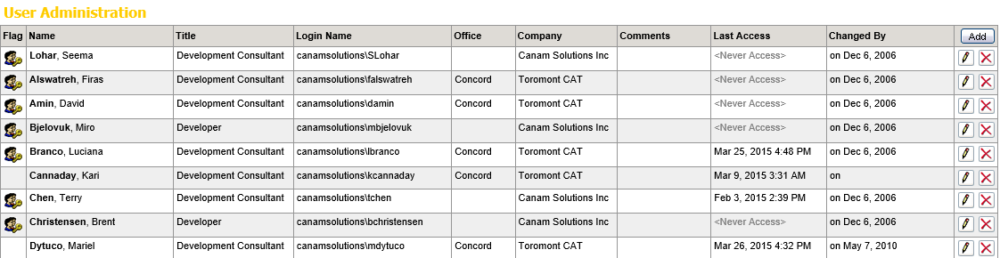 User Administration
Flag Name Title Login Name Office Company Comments Last Access Changed By Add
Lohar, Seema Development Consultant canamsolutions\SLohar Canam Solutions Inc <Never Access> on Dec 6, 2006
Alswatreh, Firas Development Consultant canamsolutions\falswatreh Concord Toromont CAT <Never Access> on Dec 6, 2006
Amin, David Development Consultant canamsolutions\damin Concord Toromont CAT <Never Access> on Dec 6, 2006
Bjelovuk, Miro Developer canamsolutions\mbjelovuk Canam Solutions Inc <Never Access> on Dec 6, 2006
Branco, Luciana Development Consultant canamsolutions\lbranco Concord Toromont CAT Mar 25, 2015 4:48 PM on Dec 6, 2006
Cannaday, Kari Development Consultant canamsolutions\kcannaday Concord Toromont CAT Mar 9, 2015 3:31 AM on
Chen, Terry Development Consultant canamsolutions\tchen Canam Solutions Inc Feb 3, 2015 2:39 PM on Dec 6, 2006
Christensen, Brent Developer canamsolutions\bchristensen Canam Solutions Inc <Never Access> on Dec 6, 2006
Dytuco, Mariel Development Consultant canamsolutions\mdytuco Concord Toromont CAT Mar 26, 2015 4:32 PM on May 7, 2010